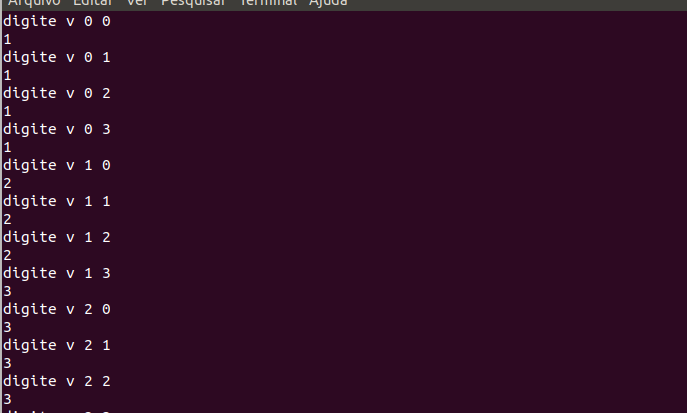 Arquivo Editar Ver Pesquisar Terminal Ajuda
digite v 0 0
1
digite v 0 1
1
digite v 0 2
1
digite v 0 3
1
digite v 1 0
2
digite v 1 1
2
digite v 1 2
2
digite v 1 3
3
digite v 2 0
3
digite v 2 1
3
digite v 2 2
3